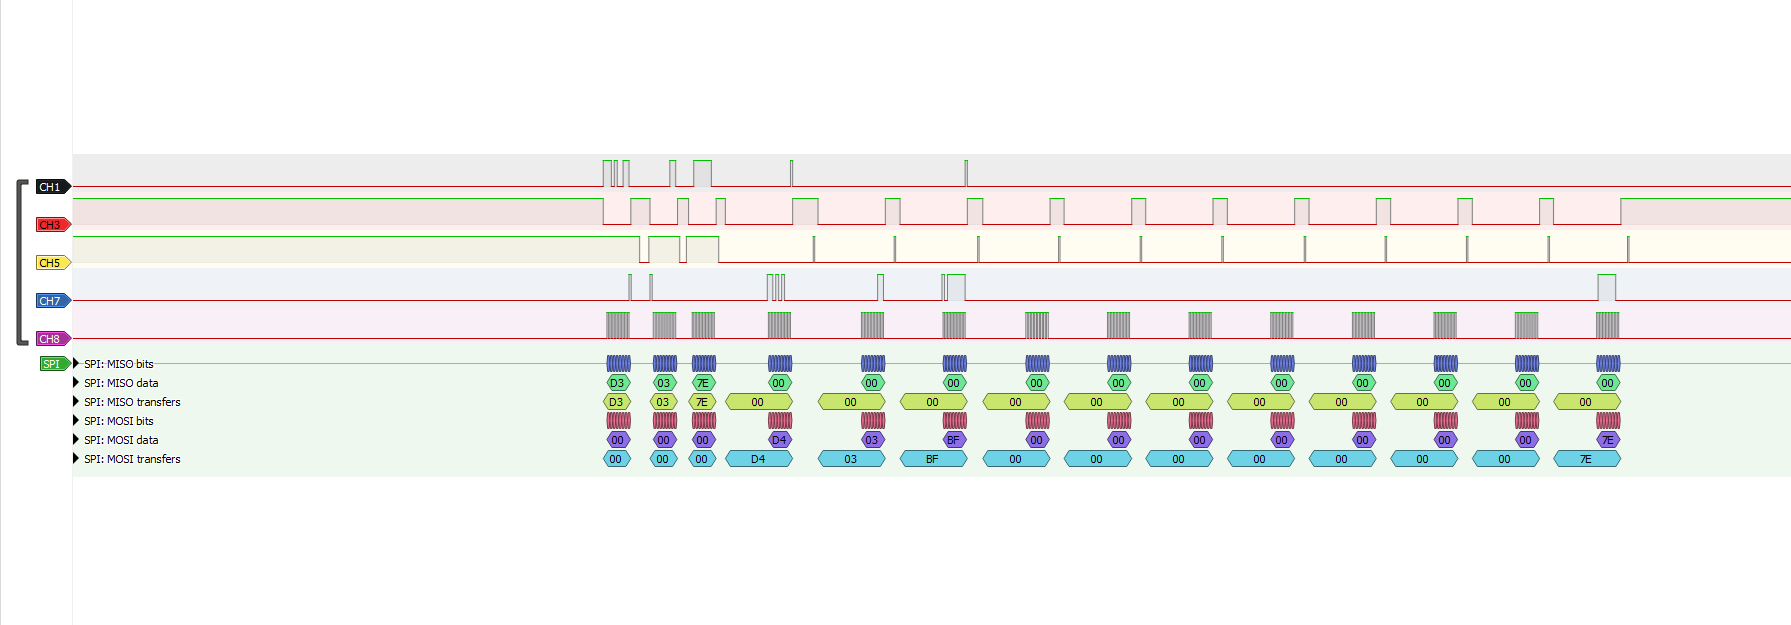 CH1
CH3
CH5
CH7
CH8
SPI SPI: MISO bits
SPI: MISO data D3 03 7E 00 00 00 00 00 00 00 00 00 00 00
SPI: MISO transfers D3 03 7E 00 00 00 00 00 00 00 00 00 00 00
SPI: MOSI bits
SPI: MOSI data 00 00 00 D4 03 BF 00 00 00 00 00 00 00 7E
SPI: MOSI transfers 00 00 00 D4 03 BF 00 00 00 00 00 00 00 7E